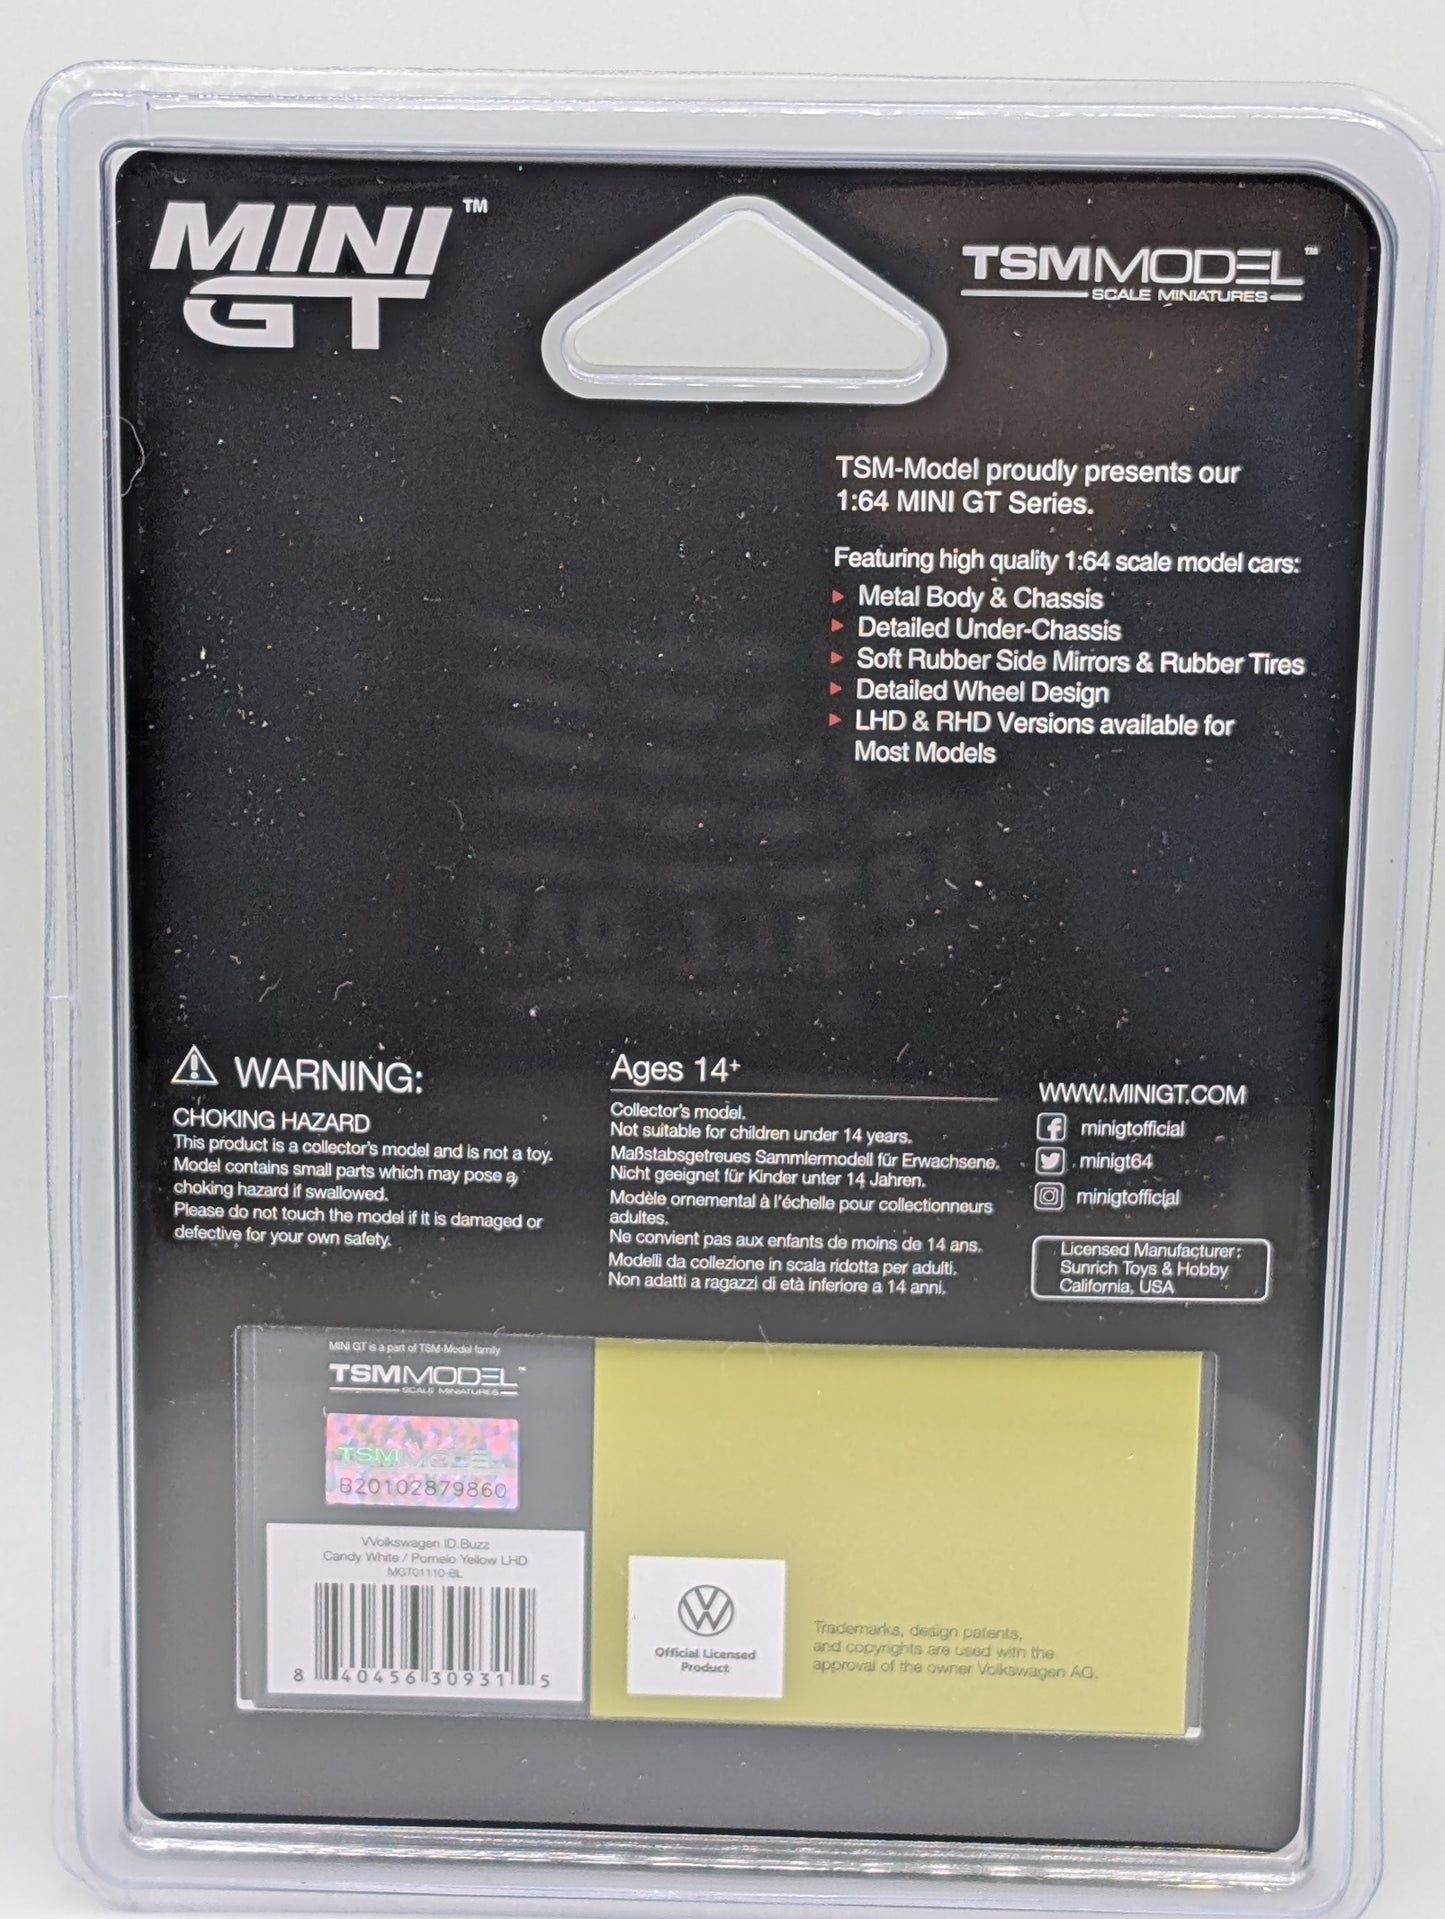 MINI GT™
TSMMODEL™
SCALE MINIATURES
TSM-Model proudly presents our
1:64 MINI GT Series.
Featuring high quality 1:64 scale model cars:
Metal Body & Chassis
Detailed Under-Chassis
Soft Rubber Side Mirrors & Rubber Tires
Detailed Wheel Design
LHD & RHD Versions available for
Most Models
WARNING:
CHOKING HAZARD
This product is a collector's model and is not a toy.
Model contains small parts which may pose a
choking hazard if swallowed.
Please do not touch the model if it is damaged or
defective for your own safety.
Ages 14+
Collector's model.
Not suitable for children under 14 years.
Maßstabsgetreues Sammlermodell für Erwachsene.
Nicht geeignet für Kinder unter 14 Jahren.
Modèle ornemental à l'échelle pour collectionneurs
adultes.
Ne convient pas aux enfants de moins de 14 ans.
Modelli da collezione in scala ridotta per adulti.
Non adatti a ragazzi di età inferiore a 14 anni.
WWW.MINIGT.COM
minigtofficial
minigt64
minigtofficial
Licensed Manufacturer:
Sunrich Toys & Hobby
California, USA
MINI GT is a part of TSM-Model family
TSMMODEL™
SCALE MINIATURES
TSMMODEL
B20102879860
Volkswagen ID.Buzz
Candy White / Pomelo Yellow LHD
MGT01110-BL
8 40456 30931 5
Official Licensed
Product
Trademarks, design patents,
and copyrights are used with the
approval of the owner Volkswagen AG.